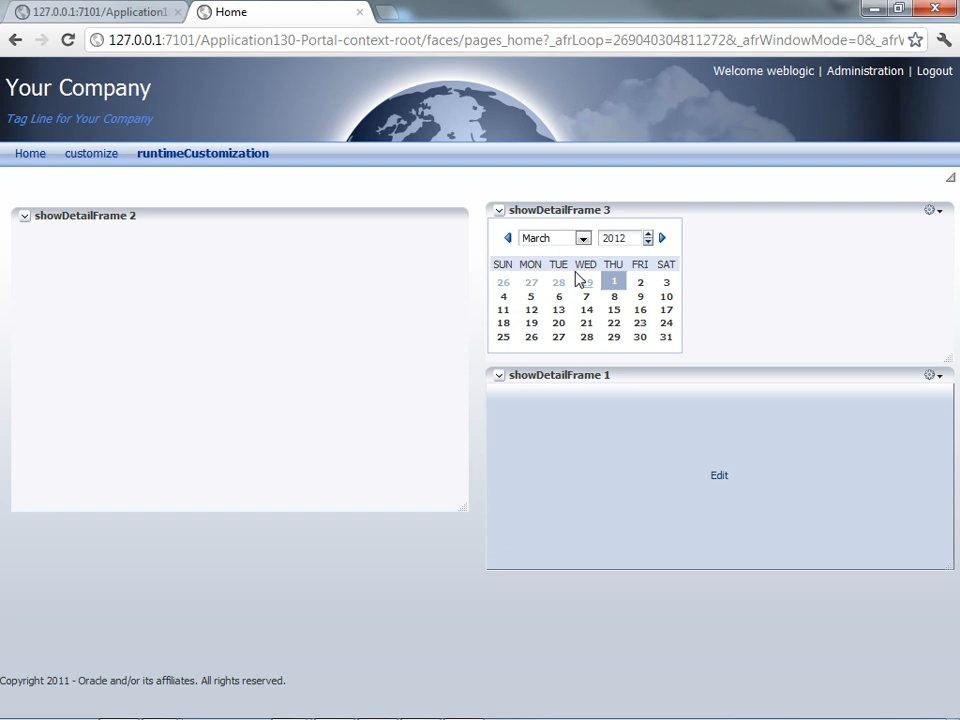 127.0.0.1:7101/Application1
Home
127.0.0.1:7101/Application130-Portal-context-root/faces/pages_home?_afrLoop=269040304811272&_afrWindowMode=0&_afrV
Welcome weblogic | Administration | Logout
Your Company
Tag Line for Your Company
Home customize runtimeCustomization
showDetailFrame 2
showDetailFrame 3
March 2012
SUN MON TUE WED THU FRI SAT
26 27 28 29 1 2 3
4 5 6 7 8 9 10
11 12 13 14 15 16 17
18 19 20 21 22 23 24
25 26 27 28 29 30 31
showDetailFrame 1
Edit
Copyright 2011 - Oracle and/or its affiliates. All rights reserved.